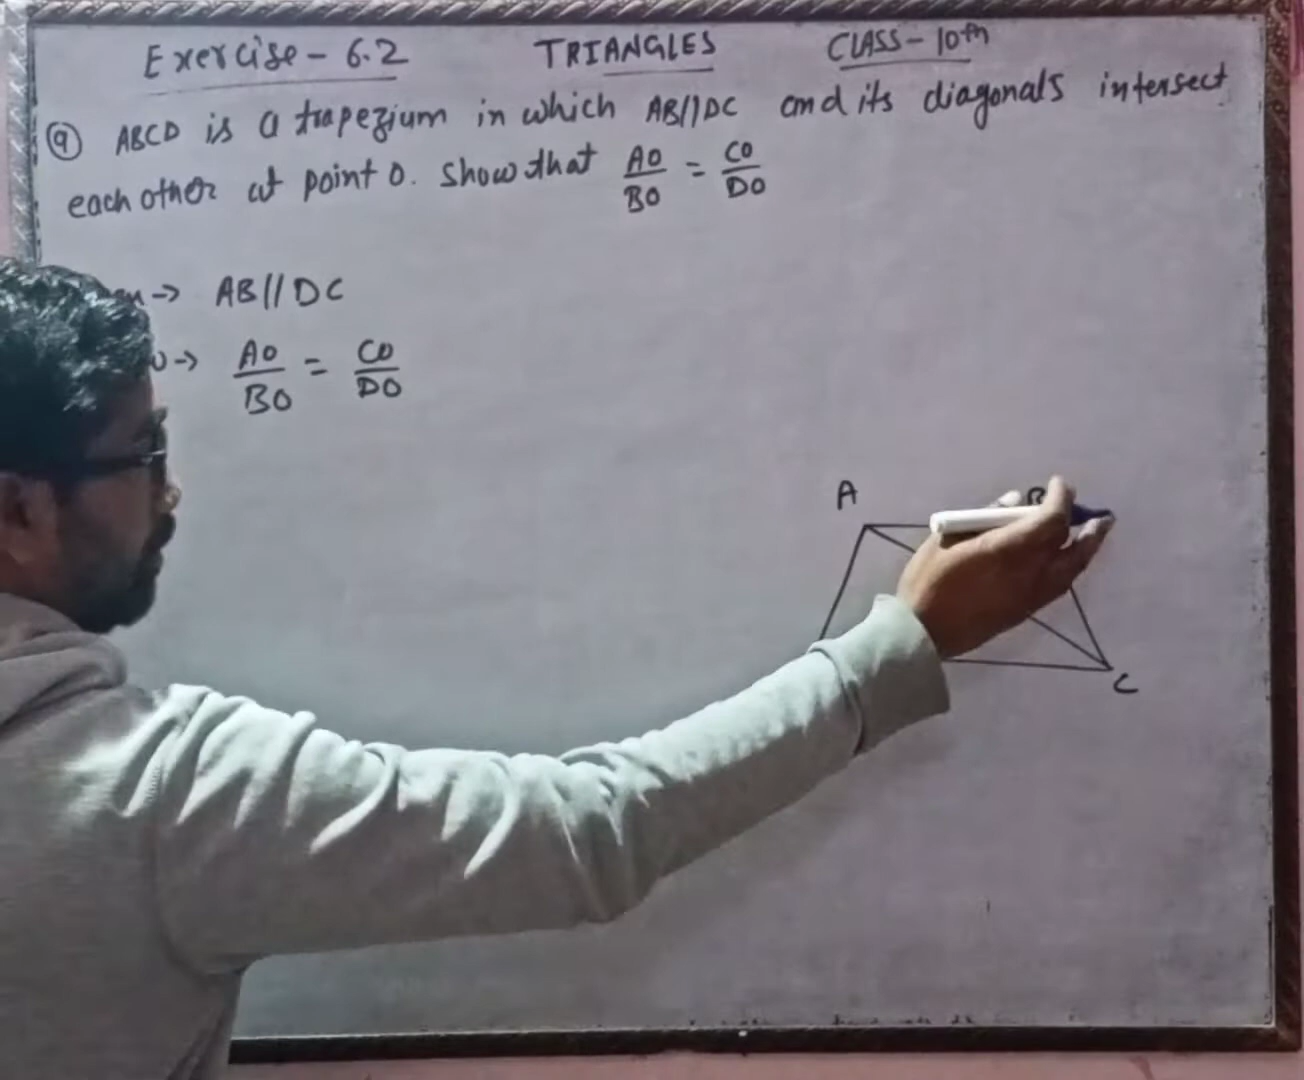 Exercise - 6.2 TRIANGLES CLASS - 10th
9 ABCD is a trapezium in which AB//DC and its diagonals intersect
each other at point O. show that AO/BO = CO/DO
→ AB//DC
→ AO/BO = CO/DO
A B
C